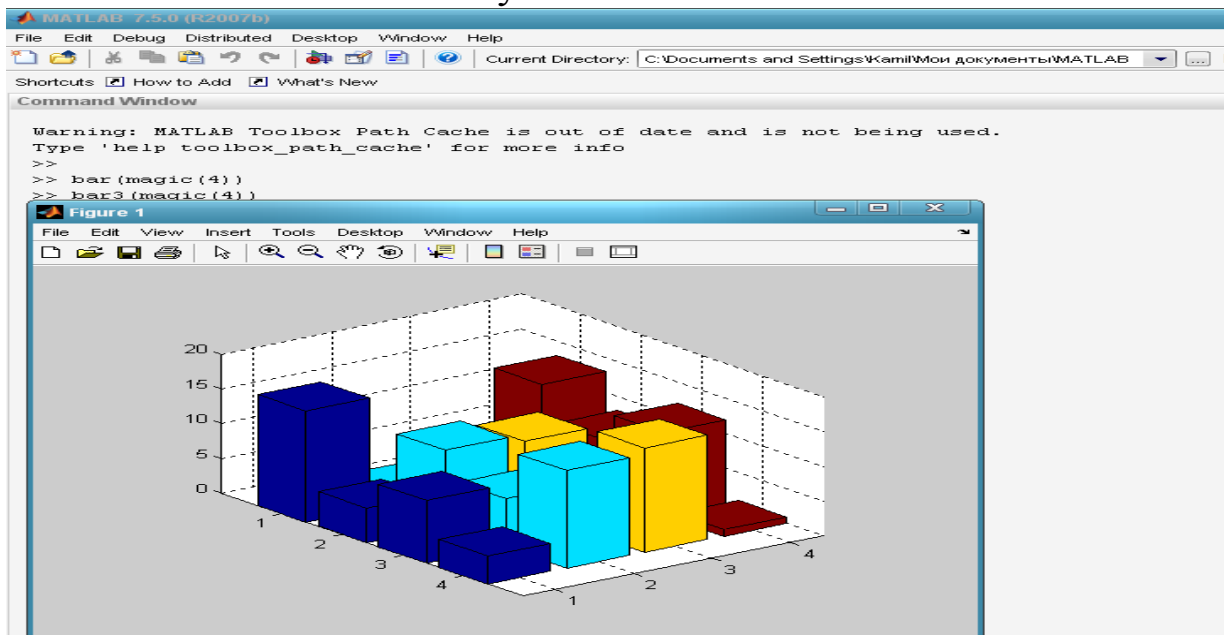 MATLAB 7.5.0 (R2007b)
File Edit Debug Distributed Desktop Window Help
Current Directory: C:\Documents and Settings\Kamil\Мои документы\MATLAB
Shortcuts How to Add What's New
Command Window
Warning: MATLAB Toolbox Path Cache is out of date and is not being used.
Type 'help toolbox_path_cache' for more info
>>
>> bar(magic(4))
>> bar3(magic(4))
Figure 1
File Edit View Insert Tools Desktop Window Help
20
15
10
5
0
1
2
3
4
1
2
3
4